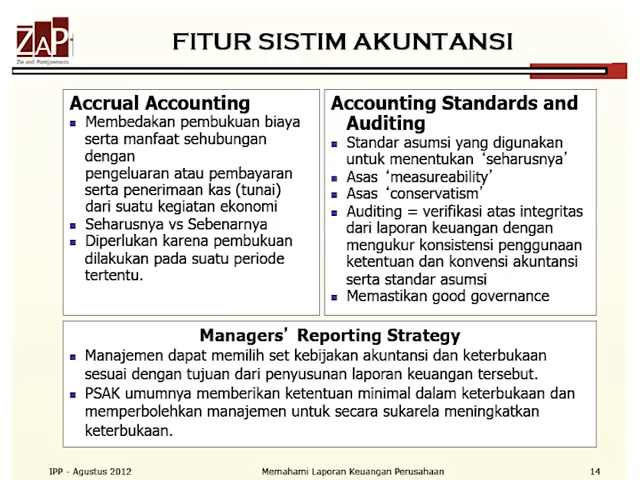 ZAP
FITUR SISTIM AKUNTANSI
Accrual Accounting
Membedakan pembukuan biaya
serta manfaat sehubungan
dengan
pengeluaran atau pembayaran
serta penerimaan kas (tunai)
dari suatu kegiatan ekonomi
Seharusnya vs Sebenarnya
Diperlukan karena pembukuan
dilakukan pada suatu periode
tertentu.
Accounting Standards and
Auditing
Standar asumsi yang digunakan
untuk menentukan ‘seharusnya’
Asas ‘measureability’
Asas ‘conservatism’
Auditing = verifikasi atas integritas
dari laporan keuangan dengan
mengukur konsistensi penggunaan
ketentuan dan konvensi akuntansi
serta standar asumsi
Memastikan good governance
Managers’ Reporting Strategy
Manajemen dapat memilih set kebijakan akuntansi dan keterbukaan
sesuai dengan tujuan dari penyusunan laporan keuangan tersebut.
PSAK umumnya memberikan ketentuan minimal dalam keterbukaan dan
memperbolehkan manajemen untuk secara sukarela meningkatkan
keterbukaan.
IPP - Agustus 2012
Memahami Laporan Keuangan Perusahaan
14